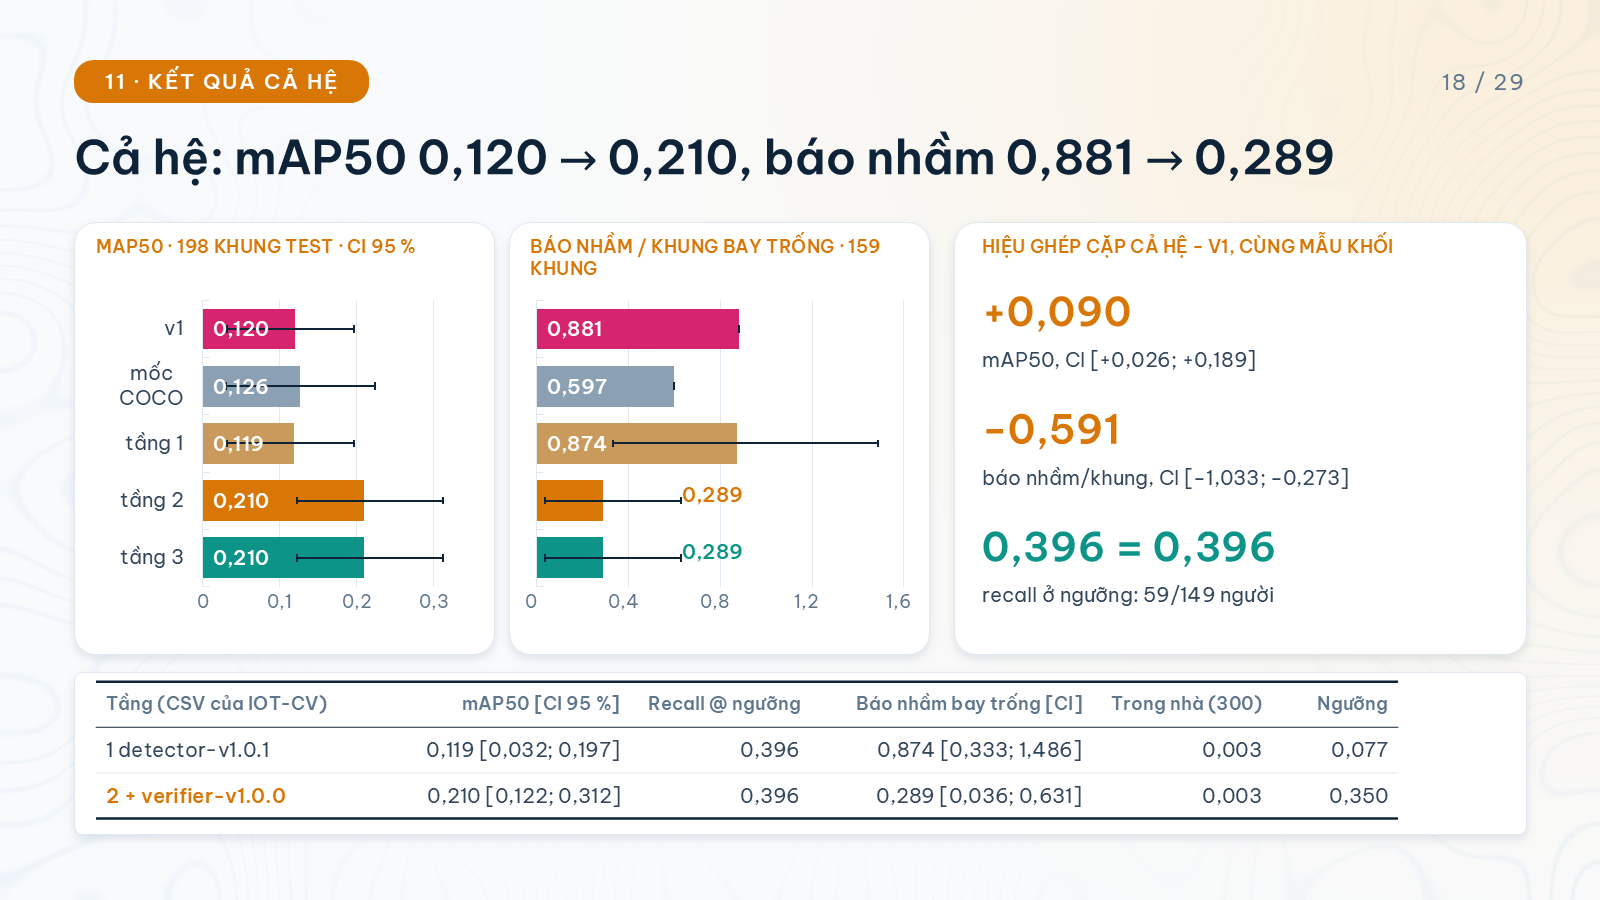 11 · KẾT QUẢ CẢ HỆ
18 / 29
Cả hệ: mAP50 0,120 → 0,210, báo nhầm 0,881 → 0,289
MAP50 · 198 KHUNG TEST · CI 95 %
v1
0,120
mốc
COCO
0,126
tầng 1
0,119
tầng 2
0,210
tầng 3
0,210
0 0,1 0,2 0,3
BÁO NHẦM / KHUNG BAY TRỐNG · 159
KHUNG
0,881
0,597
0,874
0,289
0,289
0 0,4 0,8 1,2 1,6
HIỆU GHÉP CẶP CẢ HỆ − V1, CÙNG MẪU KHỐI
+0,090
mAP50, CI [+0,026; +0,189]
−0,591
báo nhầm/khung, CI [−1,033; −0,273]
0,396 = 0,396
recall ở ngưỡng: 59/149 người
Tầng (CSV của IOT-CV) mAP50 [CI 95 %] Recall @ ngưỡng Báo nhầm bay trống [CI] Trong nhà (300) Ngưỡng
1 detector-v1.0.1 0,119 [0,032; 0,197] 0,396 0,874 [0,333; 1,486] 0,003 0,077
2 + verifier-v1.0.0 0,210 [0,122; 0,312] 0,396 0,289 [0,036; 0,631] 0,003 0,350